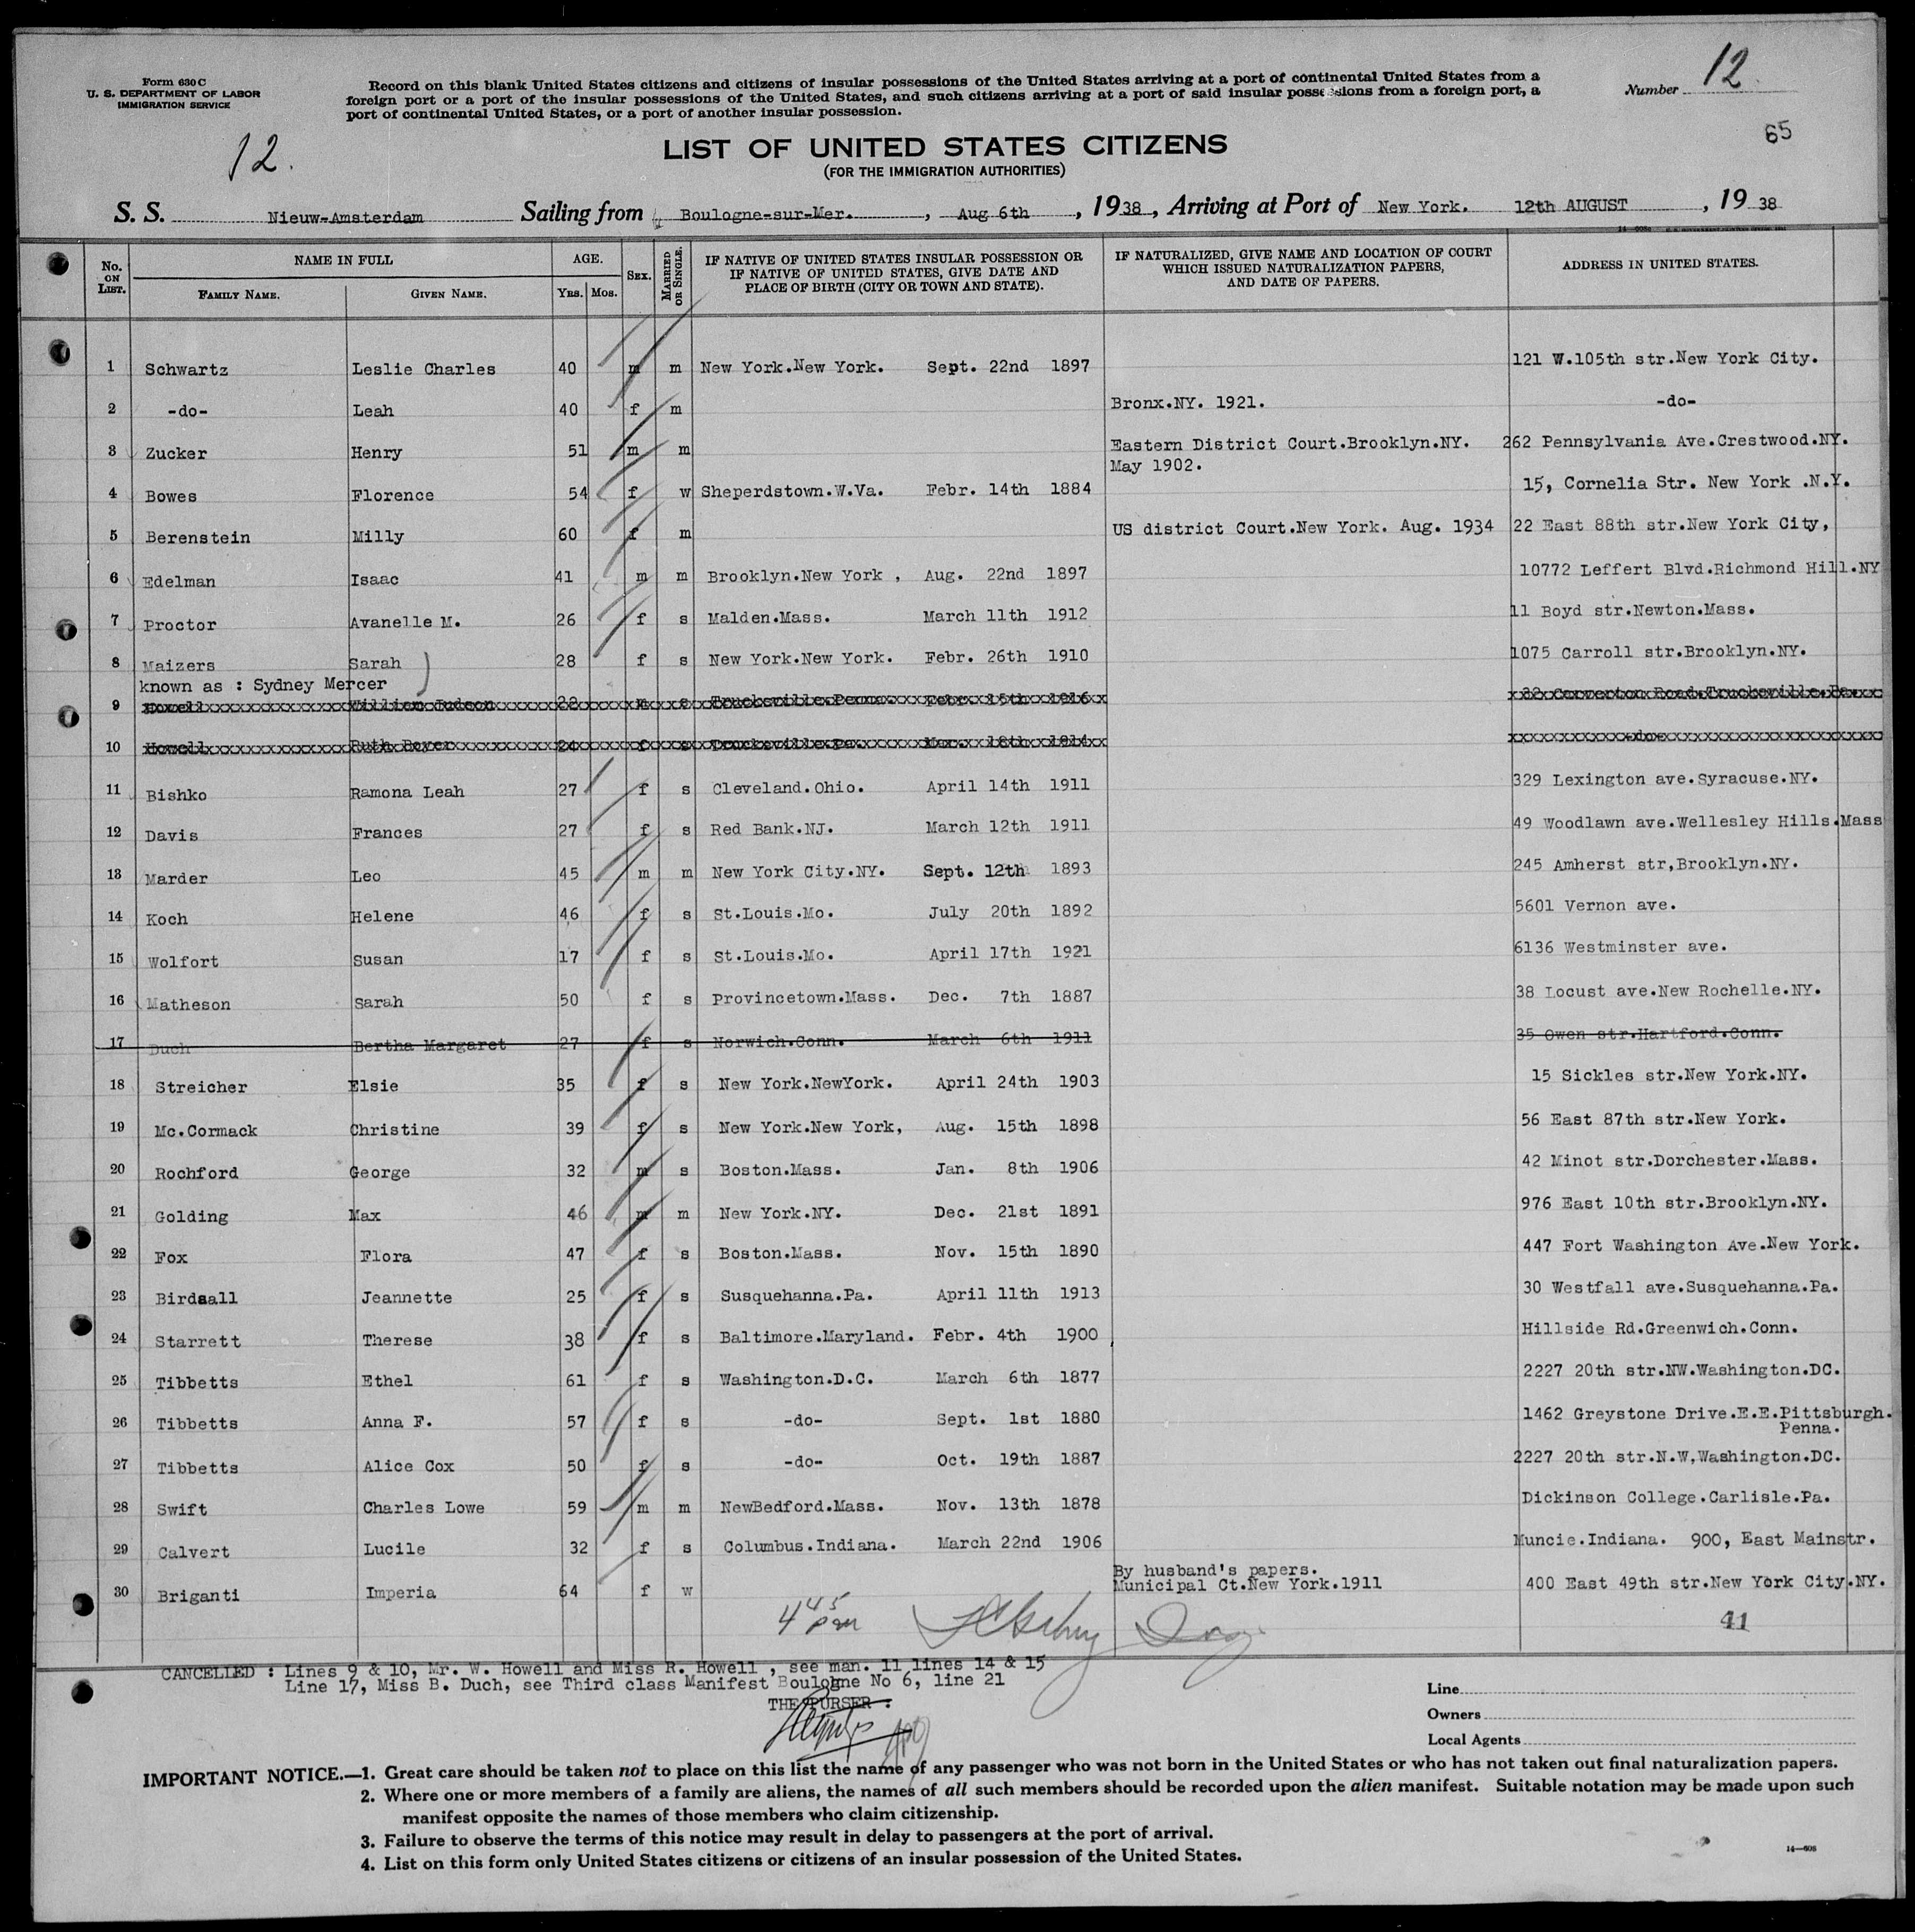 Form 630 C
U. S. DEPARTMENT OF LABOR
IMMIGRATION SERVICE
Record on this blank United States citizens and citizens of insular possessions of the United States arriving at a port of continental United States from a
foreign port or a port of the insular possessions of the United States, and such citizens arriving at a port of said insular possessions from a foreign port, a
port of continental United States, or a port of another insular possession.
Number 12
65
12.
LIST OF UNITED STATES CITIZENS
(FOR THE IMMIGRATION AUTHORITIES)
S. S. Nieuw-Amsterdam Sailing from Boulogne-sur-Mer. , Aug 6th , 1938, Arriving at Port of New York. 12th AUGUST , 19 38
No. ON LIST. NAME IN FULL AGE. SEX. MARRIED OR SINGLE. IF NATIVE OF UNITED STATES INSULAR POSSESSION OR IF NATIVE OF UNITED STATES, GIVE DATE AND PLACE OF BIRTH (CITY OR TOWN AND STATE). IF NATURALIZED, GIVE NAME AND LOCATION OF COURT WHICH ISSUED NATURALIZATION PAPERS, AND DATE OF PAPERS. ADDRESS IN UNITED STATES.
FAMILY NAME. GIVEN NAME. YRS. MOS.
1 Schwartz Leslie Charles 40 m m New York.New York. Sept. 22nd 1897 121 W.105th str.New York City.
2 -do- Leah 40 f m Bronx.NY. 1921. -do-
3 Zucker Henry 51 m m Eastern District Court.Brooklyn.NY. 262 Pennsylvania Ave.Crestwood.NY.
May 1902.
4 Bowes Florence 54 f w Sheperdstown.W.Va. Febr. 14th 1884 15, Cornelia Str. New York .N.Y.
5 Berenstein Milly 60 f m US district Court.New York. Aug. 1934 22 East 88th str.New York City,
6 Edelman Isaac 41 m m Brooklyn.New York , Aug. 22nd 1897 10772 Leffert Blvd.Richmond Hill.NY
7 Proctor Avanelle M. 26 f s Malden.Mass. March 11th 1912 11 Boyd str.Newton.Mass.
8 Maizers Sarah 28 f s New York.New York. Febr. 26th 1910 1075 Carroll str.Brooklyn.NY.
known as : Sydney Mercer
9 Howell William Judson 22 m s Trucksville.Penna. Febr. 15th 1916 Road.Trucksville.Pa.
10 Howell Ruth Beyer 24 f s Trucksville.Pa. Mar. 18th 1914 -do-
11 Bishko Ramona Leah 27 f s Cleveland.Ohio. April 14th 1911 329 Lexington ave.Syracuse.NY.
12 Davis Frances 27 f s Red Bank.NJ. March 12th 1911 49 Woodlawn ave.Wellesley Hills.Mass
13 Marder Leo 45 m m New York City.NY. Sept. 12th 1893 245 Amherst str,Brooklyn.NY.
14 Koch Helene 46 f s St.Louis.Mo. July 20th 1892 5601 Vernon ave.
15 Wolfort Susan 17 f s St.Louis.Mo. April 17th 1921 6136 Westminster ave.
16 Matheson Sarah 50 f s Provincetown.Mass. Dec. 7th 1887 38 Locust ave.New Rochelle.NY.
17 Duch Bertha Margaret 27 f s Norwich.Conn. March 6th 1911 35 Owen str.Hartford.Conn.
18 Streicher Elsie 35 f s New York.NewYork. April 24th 1903 15 Sickles str.New York.NY.
19 Mc.Cormack Christine 39 f s New York.New York, Aug. 15th 1898 56 East 87th str.New York.
20 Rochford George 32 m s Boston.Mass. Jan. 8th 1906 42 Minot str.Dorchester.Mass.
21 Golding Max 46 m m New York.NY. Dec. 21st 1891 976 East 10th str.Brooklyn.NY.
22 Fox Flora 47 f s Boston.Mass. Nov. 15th 1890 447 Fort Washington Ave.New York.
23 Birdsall Jeannette 25 f s Susquehanna.Pa. April 11th 1913 30 Westfall ave.Susquehanna.Pa.
24 Starrett Therese 38 f s Baltimore.Maryland. Febr. 4th 1900 Hillside Rd.Greenwich.Conn.
25 Tibbetts Ethel 61 f s Washington.D.C. March 6th 1877 2227 20th str.NW.Washington.DC.
26 Tibbetts Anna F. 57 f s -do- Sept. 1st 1880 1462 Greystone Drive.E.E.Pittsburgh.
Penna.
27 Tibbetts Alice Cox 50 f s -do- Oct. 19th 1887 2227 20th str.N.W,Washington.DC.
28 Swift Charles Lowe 59 m m NewBedford.Mass. Nov. 13th 1878 Dickinson College.Carlisle.Pa.
29 Calvert Lucile 32 f s Columbus.Indiana. March 22nd 1906 Muncie.Indiana. 900, East Mainstr.
By husband's papers.
30 Briganti Imperia 64 f w Municipal Ct.New York.1911 400 East 49th str.New York City.NY.
4 45 pm
41
CANCELLED : Lines 9 & 10, Mr. W. Howell and Miss R. Howell , see man. 11 lines 14 & 15
Line 17, Miss B. Duch, see Third class Manifest Boulogne No 6, line 21
THE PURSER :
Line
Owners
Local Agents
IMPORTANT NOTICE.—1. Great care should be taken not to place on this list the name of any passenger who was not born in the United States or who has not taken out final naturalization papers.
2. Where one or more members of a family are aliens, the names of all such members should be recorded upon the alien manifest. Suitable notation may be made upon such
manifest opposite the names of those members who claim citizenship.
3. Failure to observe the terms of this notice may result in delay to passengers at the port of arrival.
4. List on this form only United States citizens or citizens of an insular possession of the United States.
14—608